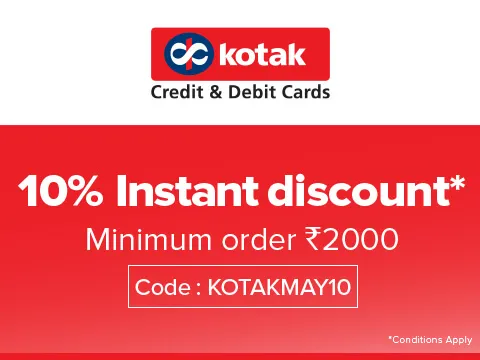 kotak
Credit & Debit Cards
10% Instant discount*
Minimum order ₹2000
Code : KOTAKMAY10
*Conditions Apply